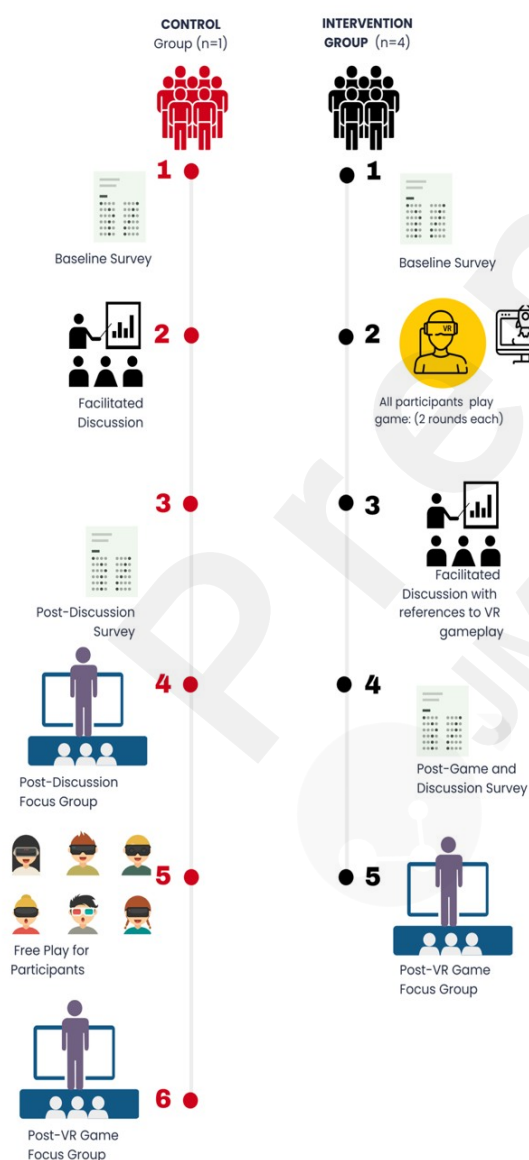 CONTROL
Group (n=1)
INTERVENTION
GROUP (n=4)
1
Baseline Survey
2
Facilitated
Discussion
3
Post-Discussion
Survey
4
Post-Discussion
Focus Group
5
Free Play for
Participants
6
Post-VR Game
Focus Group
1
Baseline Survey
2
VR
All participants play
game: (2 rounds each)
3
Facilitated
Discussion with
references to VR
gameplay
4
Post-Game and
Discussion Survey
5
Post-VR Game
Focus Group